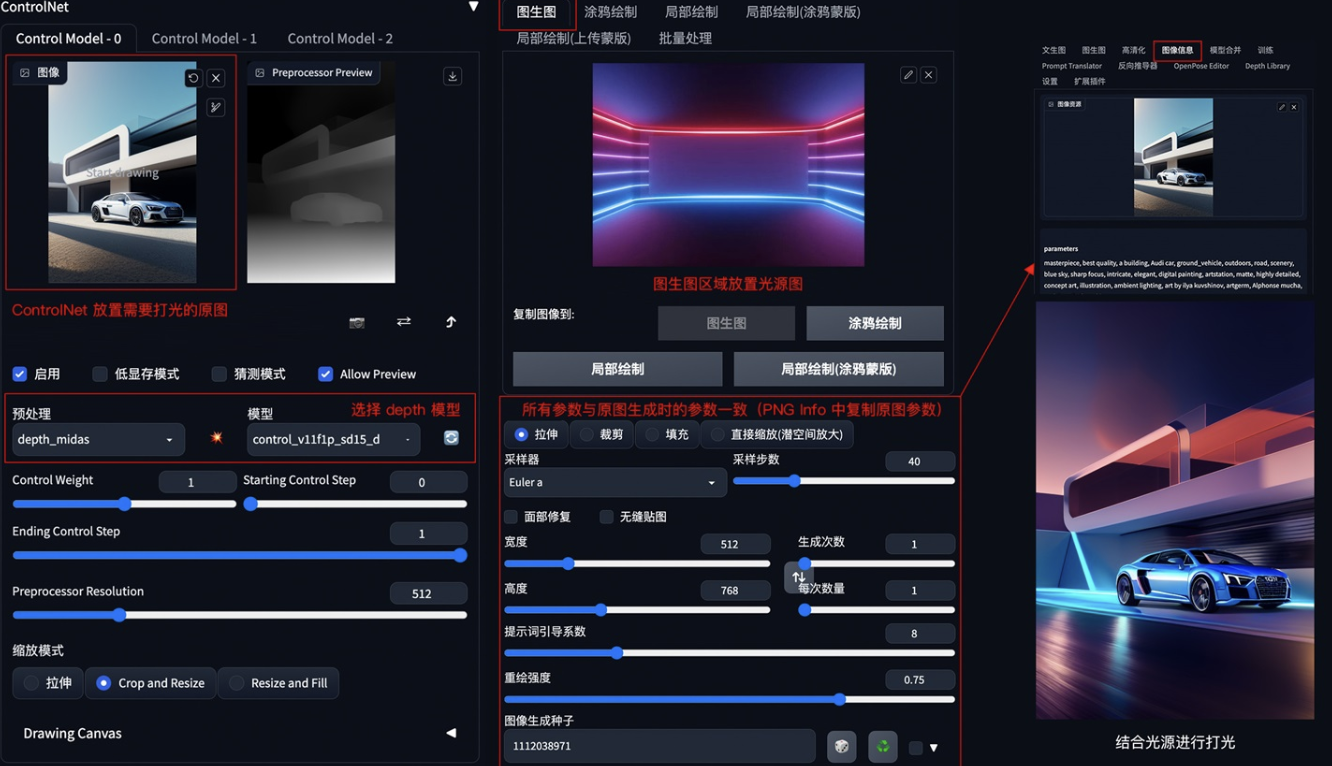 ControlNet
Control Model - 0
Control Model - 1
Control Model - 2
图像
Preprocessor Preview
Start drawing
ControlNet 放置需要打光的原图
启用
低显存模式
猜测模式
Allow Preview
选择 depth 模型
预处理
模型
depth_midas
control_v11f1p_sd15_d
Control Weight
1
Starting Control Step
0
Ending Control Step
1
Preprocessor Resolution
512
缩放模式
拉伸
Crop and Resize
Resize and Fill
Drawing Canvas
图生图
涂鸦绘制
局部绘制
局部绘制(涂鸦蒙版)
局部绘制(上传蒙版)
批量处理
图生图区域放置光源图
复制图像到:
图生图
涂鸦绘制
局部绘制
局部绘制(涂鸦蒙版)
所有参数与原图生成时的参数一致（PNG Info 中复制原图参数）
拉伸
裁剪
填充
直接缩放(潜空间放大)
采样器
采样步数
40
Euler a
面部修复
无缝贴图
宽度
512
生成次数
1
高度
768
每次数量
1
提示词引导系数
8
重绘强度
0.75
图像生成种子
1112038971
文生图
图生图
高清化
图像信息
模型合并
训练
Prompt Translator
反向推导器
OpenPose Editor
Depth Library
设置
扩展插件
图像资源
parameters
masterpiece, best quality, a building, Audi car, ground_vehicle, outdoors, road, scenery,
blue sky, sharp focus, intricate, elegant, digital painting, artstation, matte, highly detailed,
concept art, illustration, ambient lighting, art by ilya kuvshinov, artgerm, Alphonse mucha,
结合光源进行打光